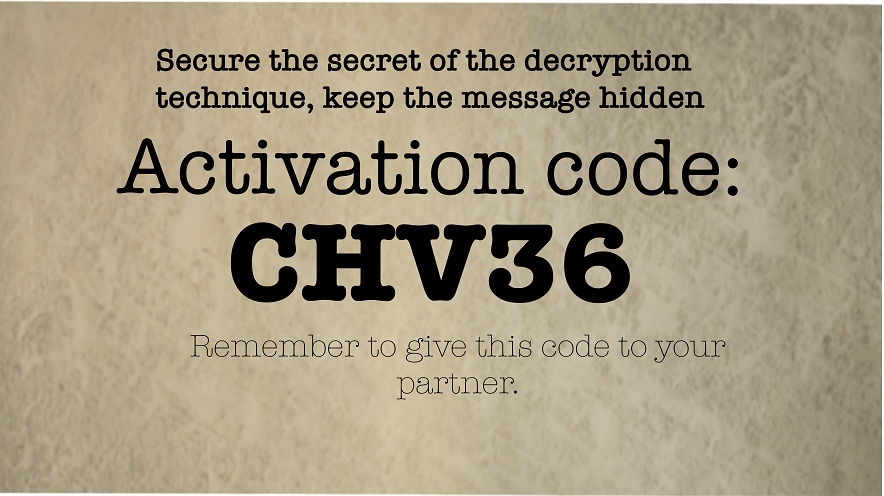 Secure the secret of the decryption
technique, keep the message hidden
Activation code:
CHV36
Remember to give this code to your
partner.